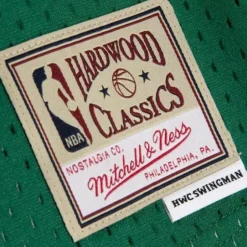 HARDWOOD
CLASSICS
NBA
NOSTALGIA CO.
Mitchell & Ness
PHILADELPHIA, PA.
HWC SWINGMAN